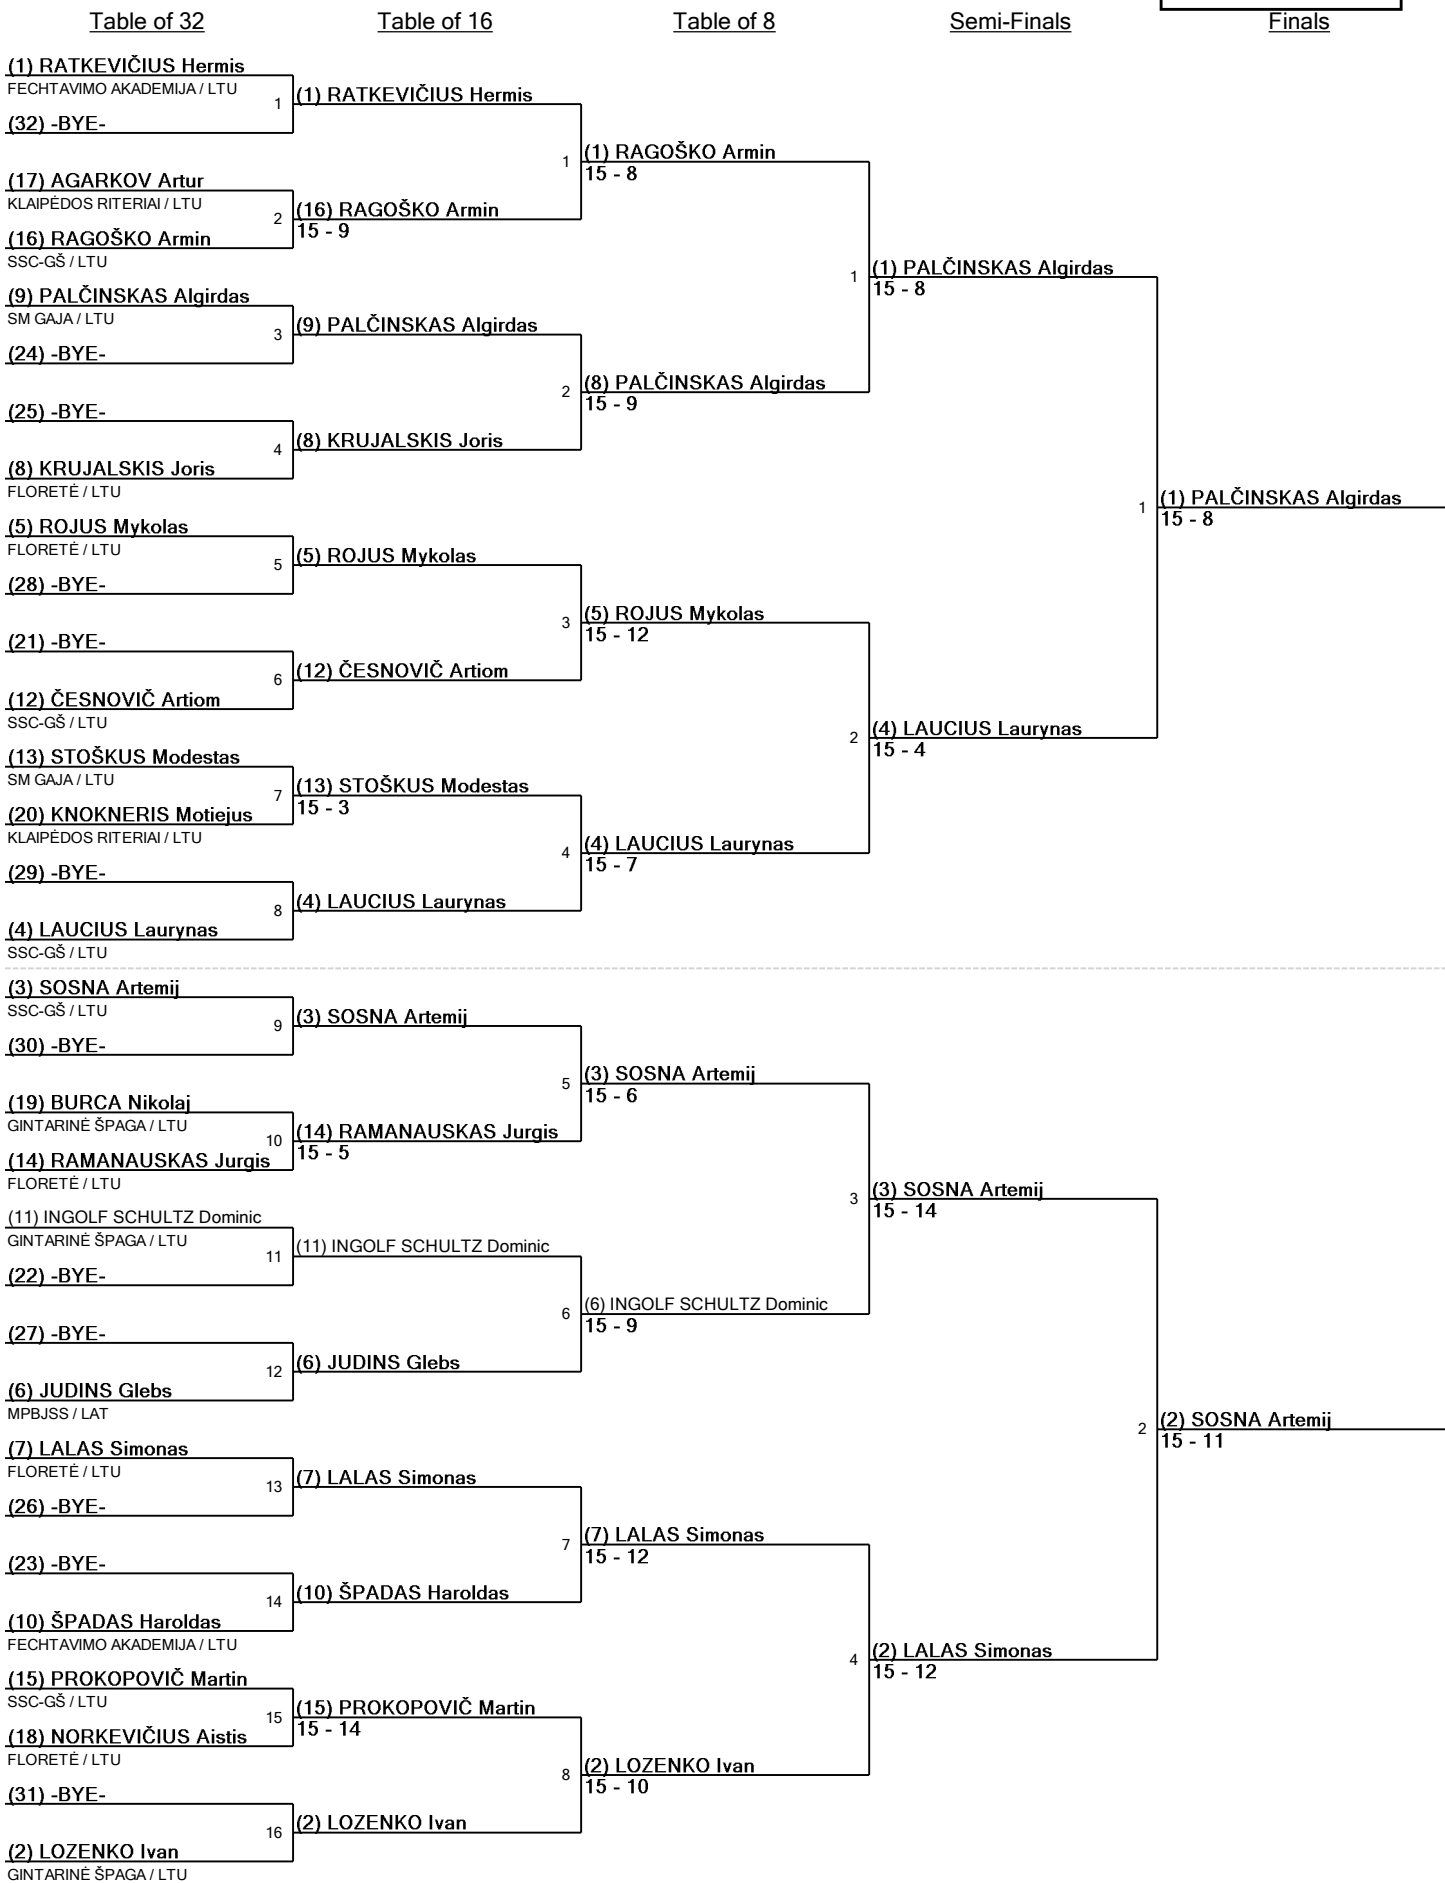 Table of 32
Table of 16
Table of 8
Semi-Finals
Finals
(1) RATKEVIČIUS Hermis
FECHTAVIMO AKADEMIJA / LTU
1
(32) -BYE-
(17) AGARKOV Artur
KLAIPĖDOS RITERIAI / LTU
2
(16) RAGOŠKO Armin
SSC-GŠ / LTU
(9) PALČINSKAS Algirdas
SM GAJA / LTU
3
(24) -BYE-
(25) -BYE-
4
(8) KRUJALSKIS Joris
FLORETĖ / LTU
(5) ROJUS Mykolas
FLORETĖ / LTU
5
(28) -BYE-
(21) -BYE-
6
(12) ČESNOVIČ Artiom
SSC-GŠ / LTU
(13) STOŠKUS Modestas
SM GAJA / LTU
7
(20) KNOKNERIS Motiejus
KLAIPĖDOS RITERIAI / LTU
(29) -BYE-
8
(4) LAUCIUS Laurynas
SSC-GŠ / LTU
(3) SOSNA Artemij
SSC-GŠ / LTU
9
(30) -BYE-
(19) BURCA Nikolaj
GINTARINĖ ŠPAGA / LTU
10
(14) RAMANAUSKAS Jurgis
FLORETĖ / LTU
(11) INGOLF SCHULTZ Dominic
GINTARINĖ ŠPAGA / LTU
11
(22) -BYE-
(27) -BYE-
12
(6) JUDINS Glebs
MPBJSS / LAT
(7) LALAS Simonas
FLORETĖ / LTU
13
(26) -BYE-
(23) -BYE-
14
(10) ŠPADAS Haroldas
FECHTAVIMO AKADEMIJA / LTU
(15) PROKOPOVIČ Martin
SSC-GŠ / LTU
15
(18) NORKEVIČIUS Aistis
FLORETĖ / LTU
(31) -BYE-
16
(2) LOZENKO Ivan
GINTARINĖ ŠPAGA / LTU
(1) RATKEVIČIUS Hermis
1
(16) RAGOŠKO Armin
15 - 9
(9) PALČINSKAS Algirdas
2
(8) KRUJALSKIS Joris
(5) ROJUS Mykolas
3
(12) ČESNOVIČ Artiom
(13) STOŠKUS Modestas
15 - 3
4
(4) LAUCIUS Laurynas
(3) SOSNA Artemij
5
(14) RAMANAUSKAS Jurgis
15 - 5
(11) INGOLF SCHULTZ Dominic
6
(6) JUDINS Glebs
(7) LALAS Simonas
7
(10) ŠPADAS Haroldas
(15) PROKOPOVIČ Martin
15 - 14
8
(2) LOZENKO Ivan
(1) RAGOŠKO Armin
15 - 8
1
(8) PALČINSKAS Algirdas
15 - 9
(5) ROJUS Mykolas
15 - 12
2
(4) LAUCIUS Laurynas
15 - 7
(3) SOSNA Artemij
15 - 6
3
(6) INGOLF SCHULTZ Dominic
15 - 9
(7) LALAS Simonas
15 - 12
4
(2) LOZENKO Ivan
15 - 10
(1) PALČINSKAS Algirdas
15 - 8
1
(4) LAUCIUS Laurynas
15 - 4
(3) SOSNA Artemij
15 - 14
2
(2) LALAS Simonas
15 - 12
(1) PALČINSKAS Algirdas
15 - 8
(2) SOSNA Artemij
15 - 11